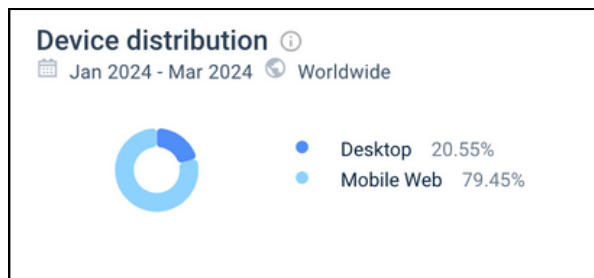 Device distribution
Jan 2024 - Mar 2024 Worldwide
Desktop 20.55%
Mobile Web 79.45%